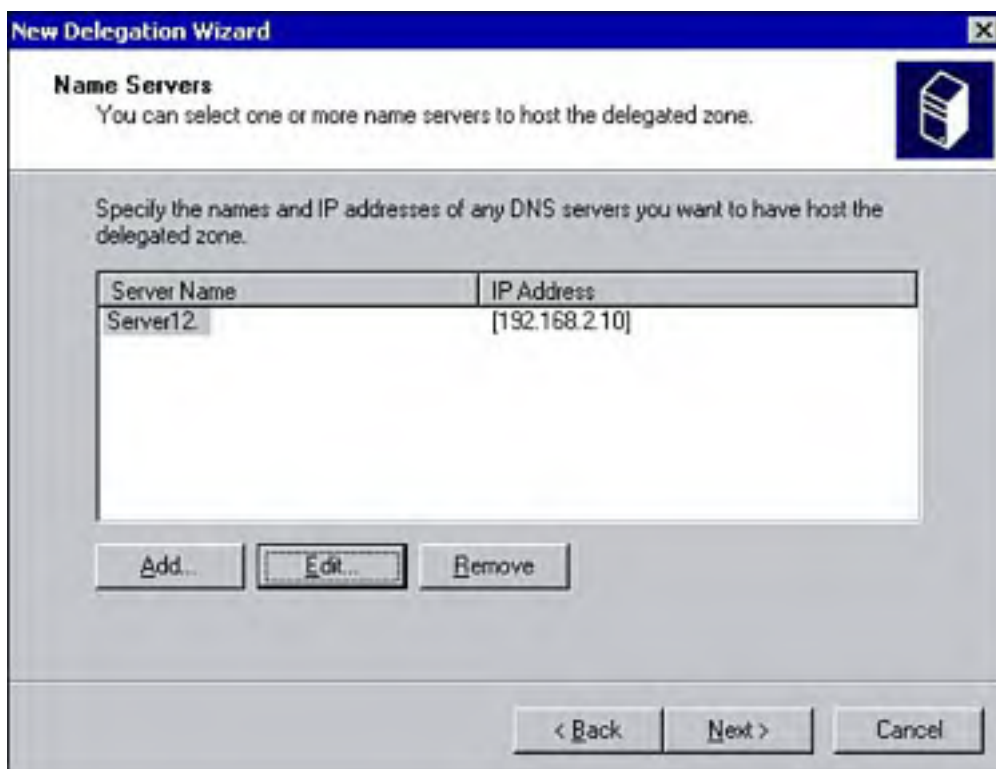 New Delegation Wizard
Name Servers
You can select one or more name servers to host the delegated zone.
Specify the names and IP addresses of any DNS servers you want to have host the
delegated zone.
Server Name IP Address
Server12. [192.168.2.10]
Add... Edit... Remove
< Back Next > Cancel